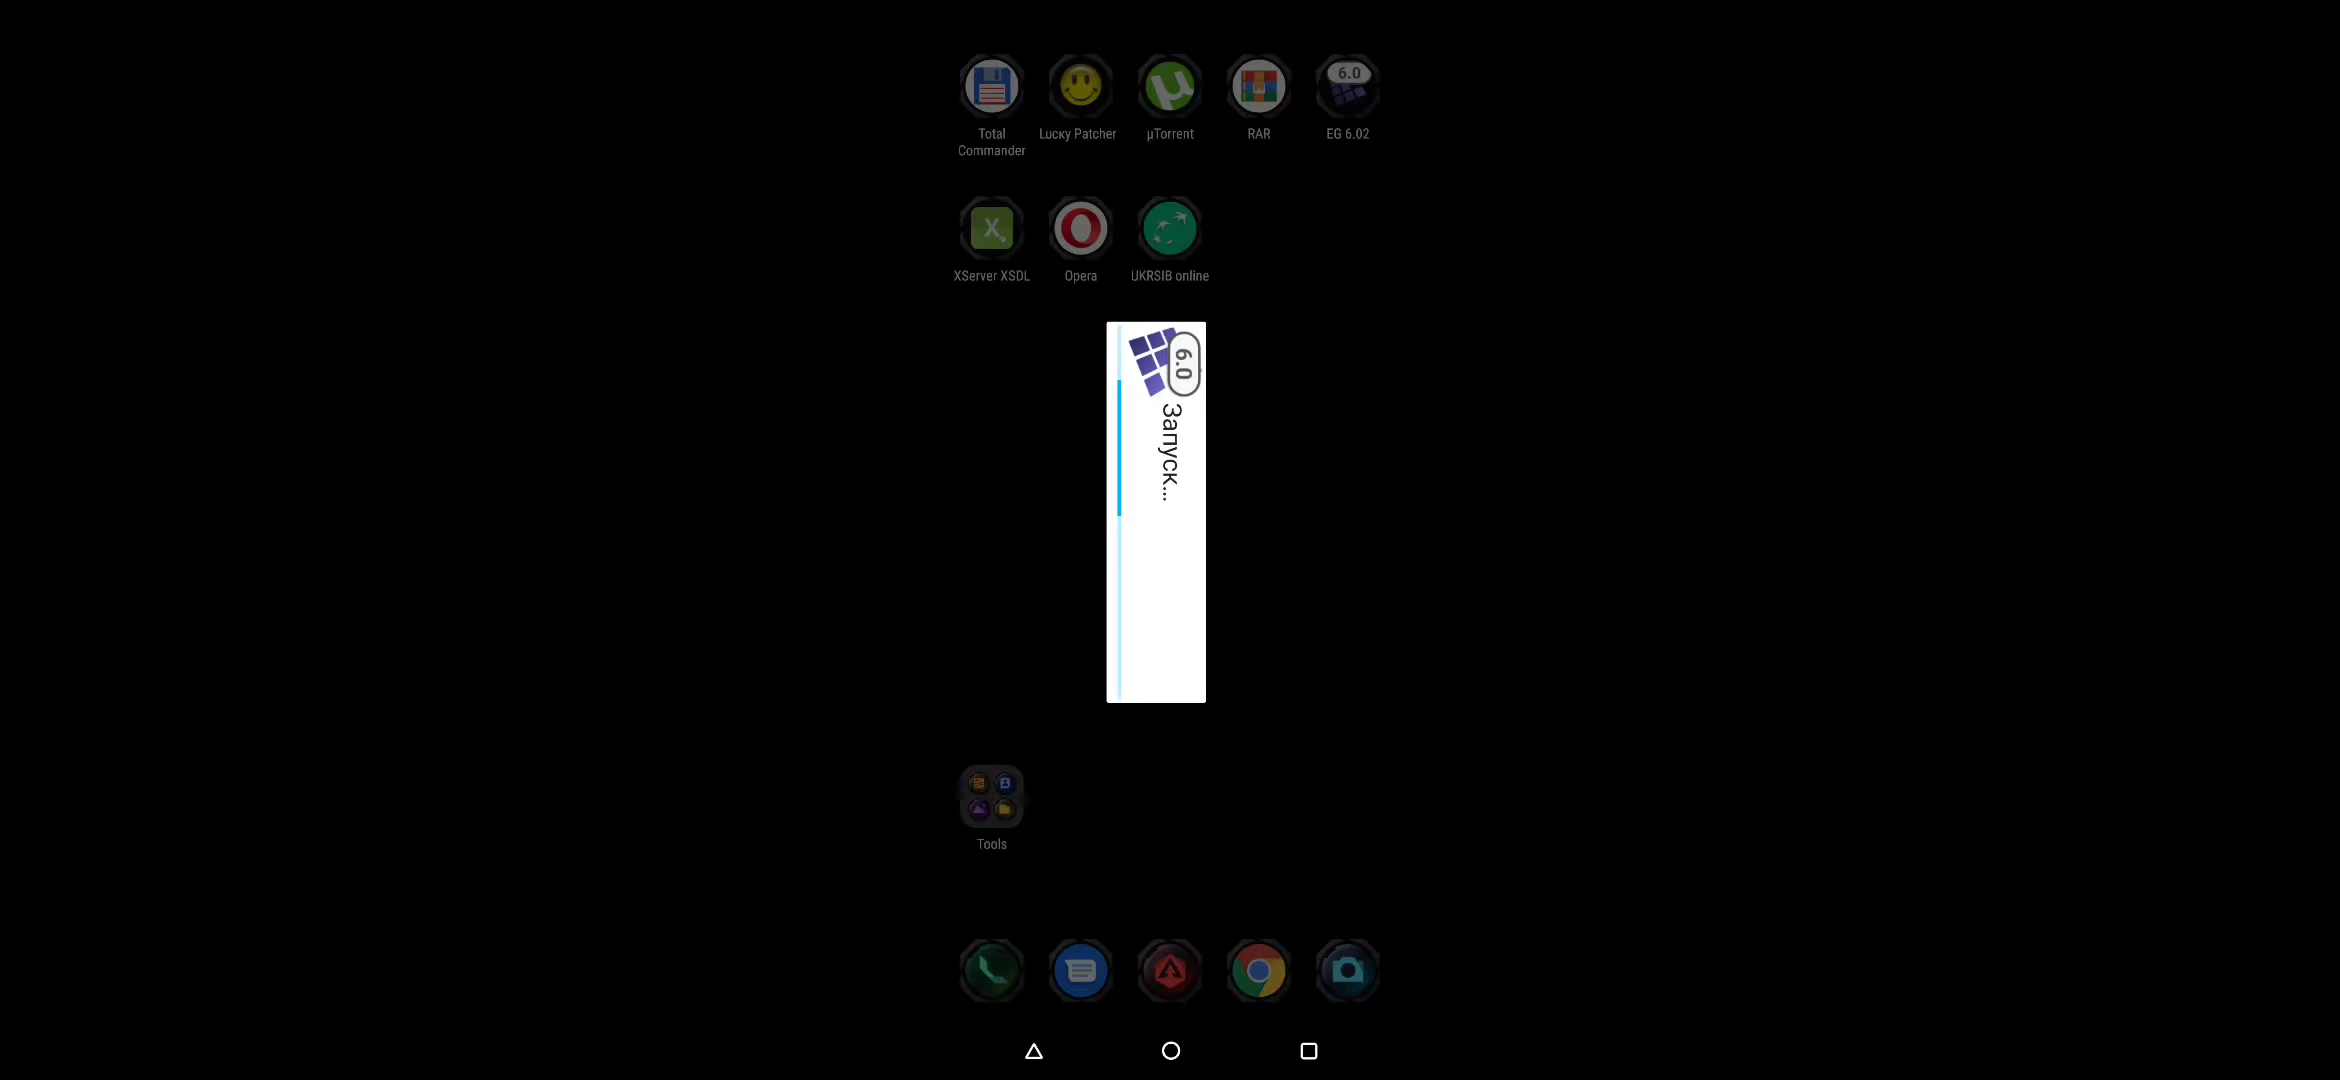 6.0
Total
Commander
Lucky Patcher
µTorrent
RAR
EG 6.02
X
XServer XSDL
Opera
UKRSIB online
6.0
Запуск...
Tools